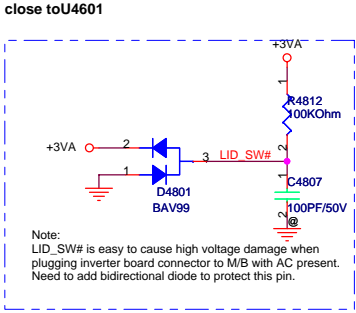 close toU4601
+3VA
1
R4812
100KOhm
+3VA
2
2
3
LID_SW#
1
1
D4801
C4807
BAV99
100PF/50V
2
@
Note:
LID_SW# is easy to cause high voltage damage when
plugging inverter board connector to M/B with AC present.
Need to add bidirectional diode to protect this pin.